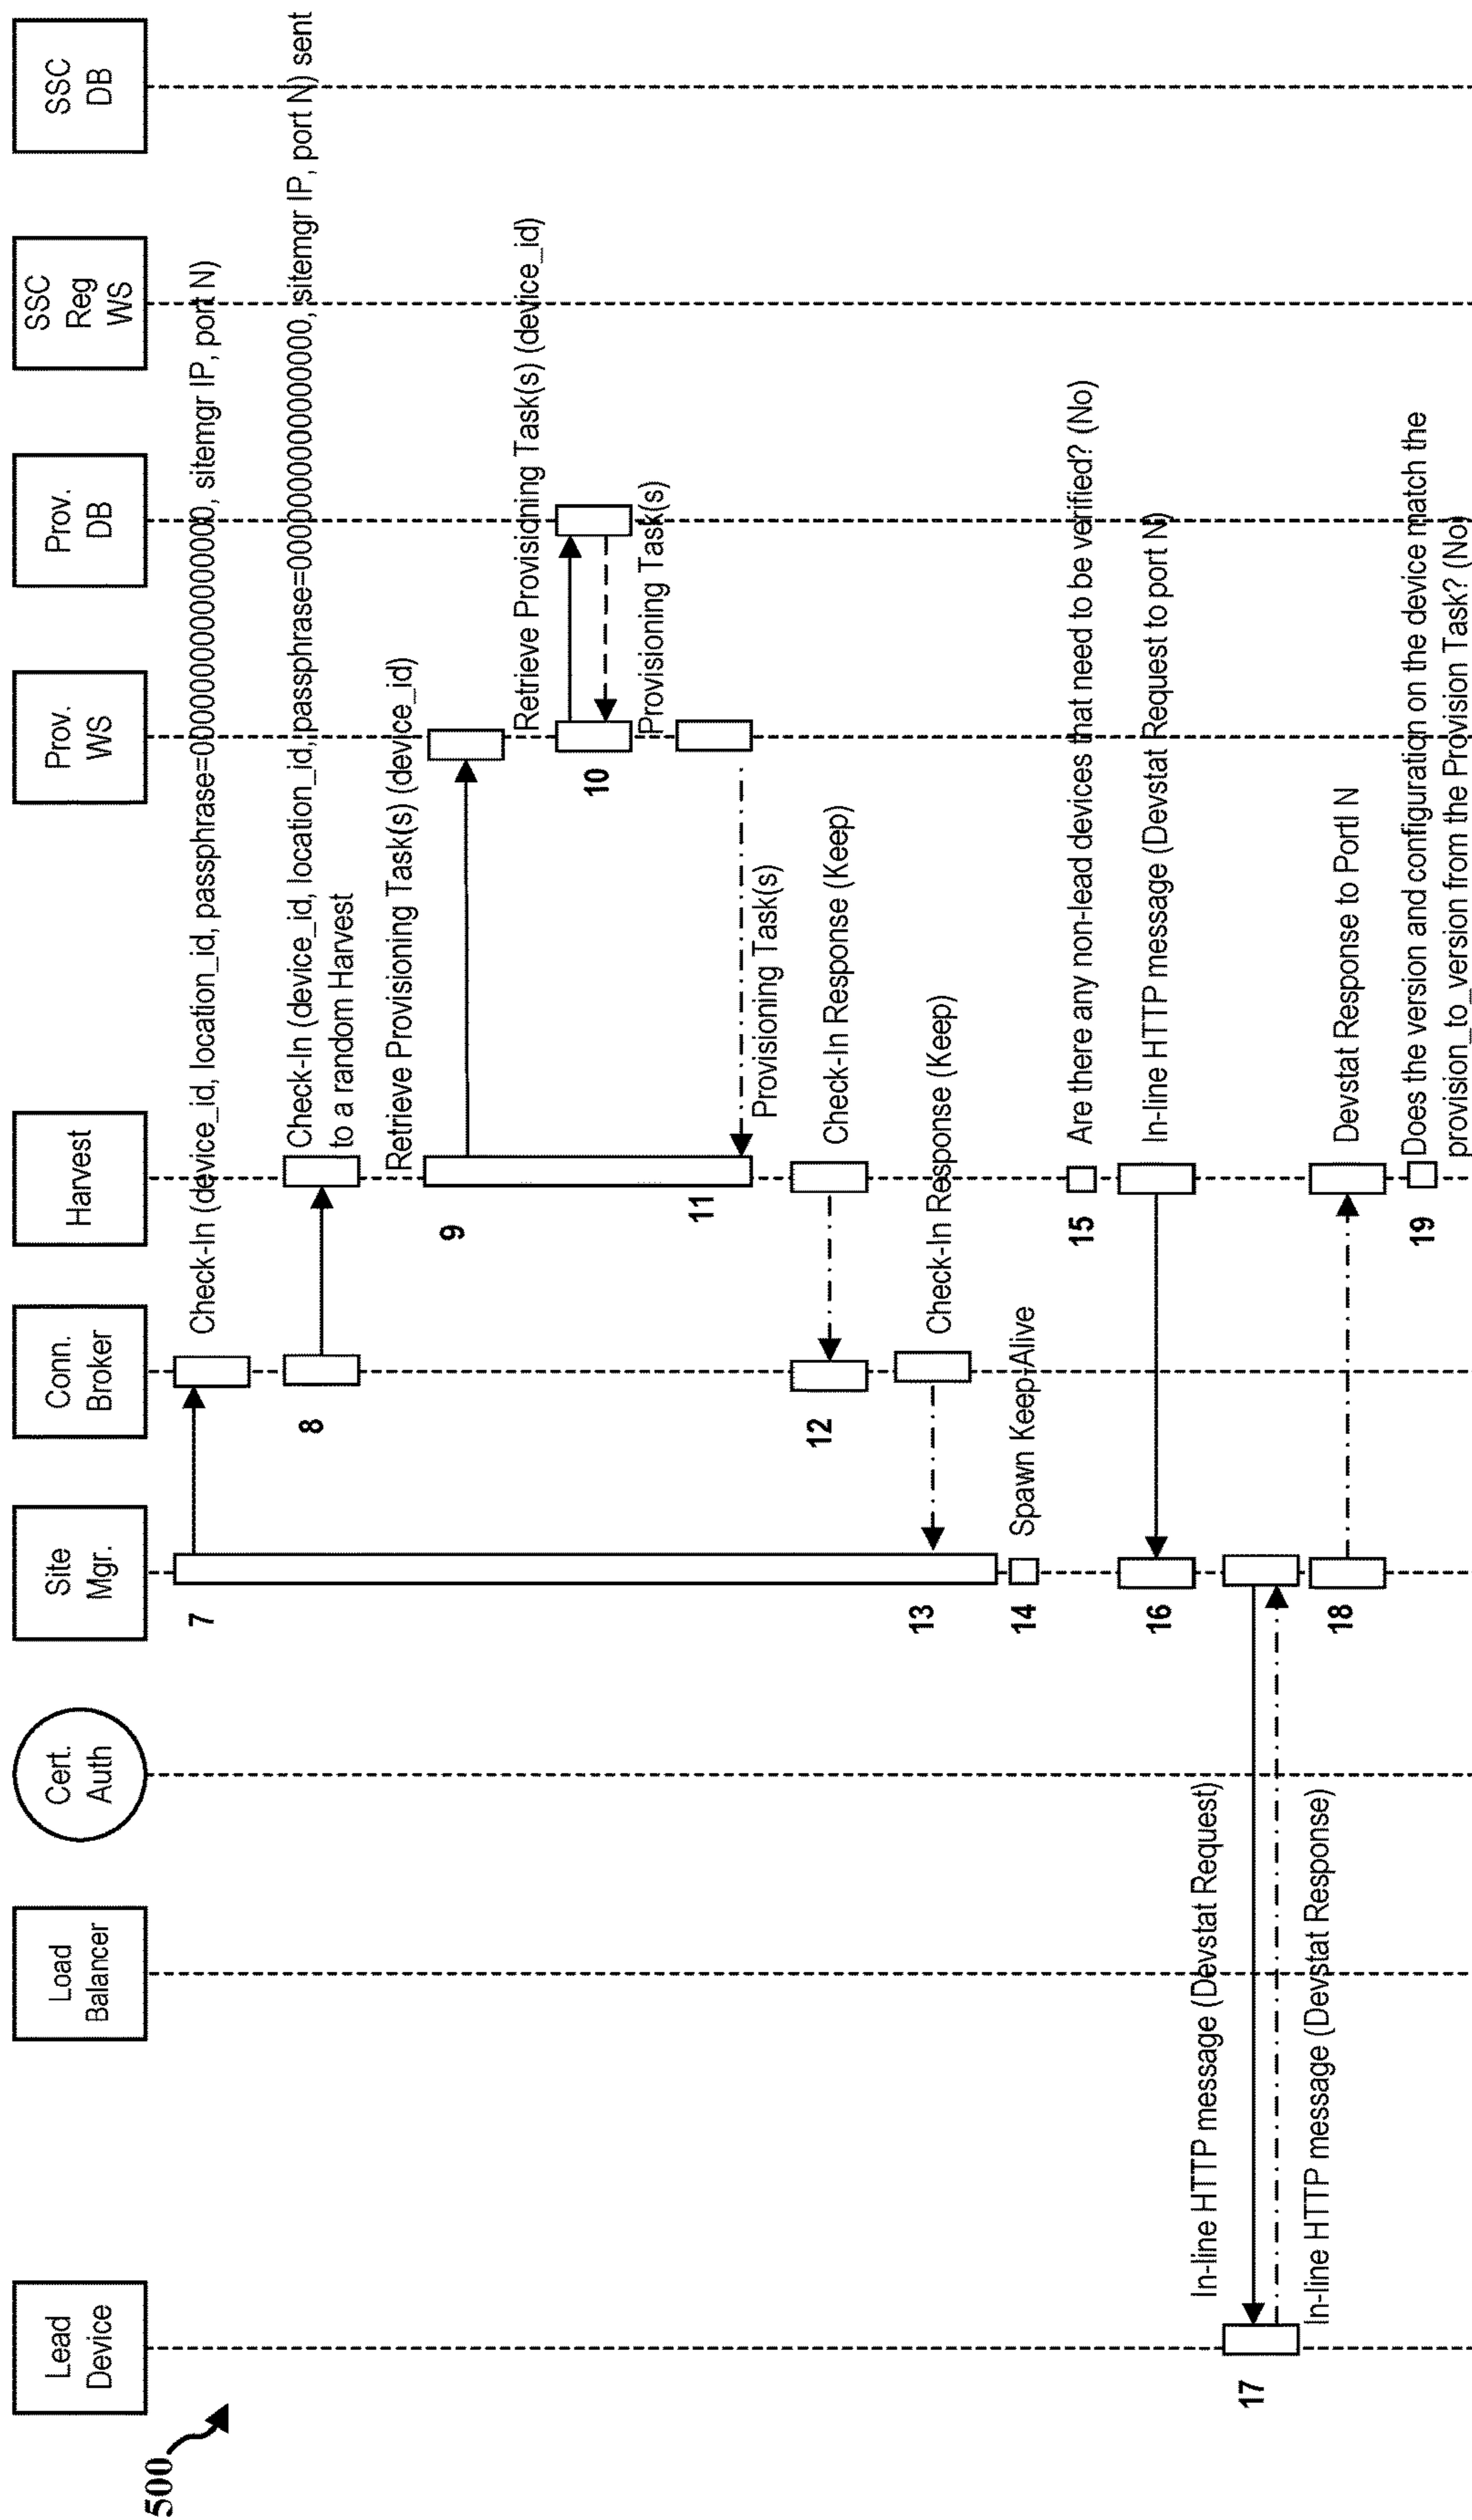 500
Lead
Device
Load
Balancer
Cert.
Auth
Site
Mgr.
Conn.
Broker
Harvest
Prov.
WS
Prov.
DB
SSC
Reg
WS
SSC
DB
7
Check-In (device_id, location_id, passphrase=0000000000000000, sitemgr IP, port N)
8
Check-In (device_id, location_id, passphrase=0000000000000000, sitemgr IP, port N) sent
to a random Harvest
9
Retrieve Provisioning Task(s) (device_id)
10
Retrieve Provisioning Task(s) (device_id)
Provisioning Task(s)
11
Provisioning Task(s)
12
Check-In Response (Keep)
13
Check-In Response (Keep)
14
Spawn Keep-Alive
15
Are there any non-lead devices that need to be verified? (No)
16
In-line HTTP message (Devstat Request to port N)
17
In-line HTTP message (Devstat Request)
In-line HTTP message (Devstat Response)
18
Devstat Response to PortI N
19
Does the version and configuration on the device match the
provision_to_version from the Provision Task? (No)